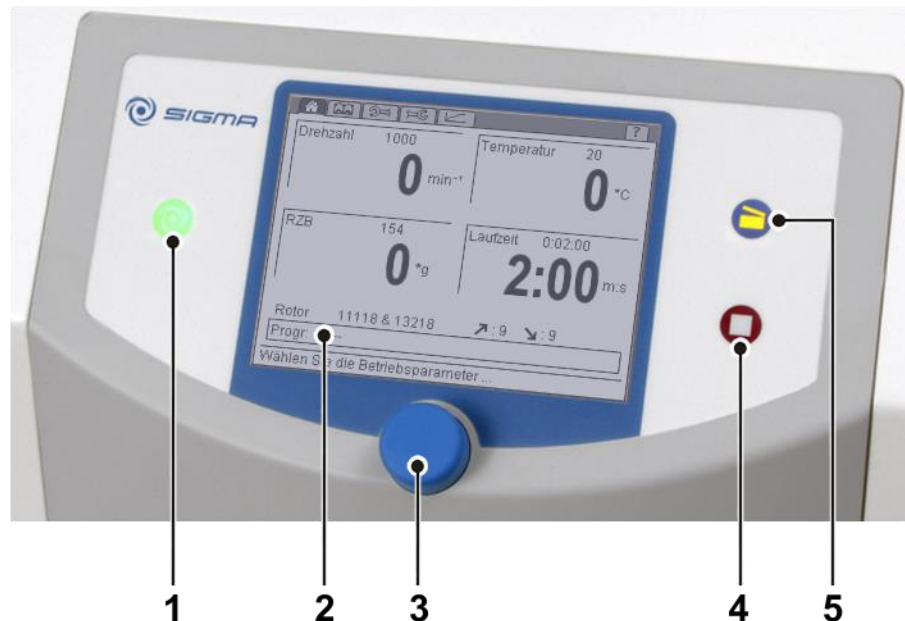 SIGMA
?
Drehzahl 1000
0 min⁻¹
Temperatur 20
0 °C
RZB 154
0 *g
Laufzeit 0:02:00
2:00 m:s
Rotor 11118 & 13218 ↗: 9 ↘: 9
Progr:
Wählen Sie die Betriebsparameter ...
1 2 3 4 5